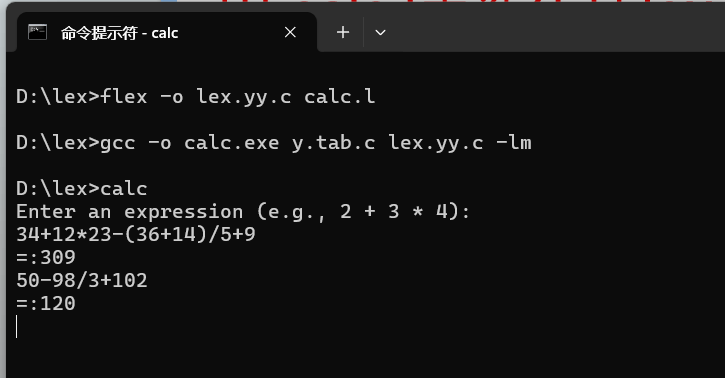 命令提示符 - calc
D:\lex>flex -o lex.yy.c calc.l
D:\lex>gcc -o calc.exe y.tab.c lex.yy.c -lm
D:\lex>calc
Enter an expression (e.g., 2 + 3 * 4):
34+12*23-(36+14)/5+9
=:309
50-98/3+102
=:120